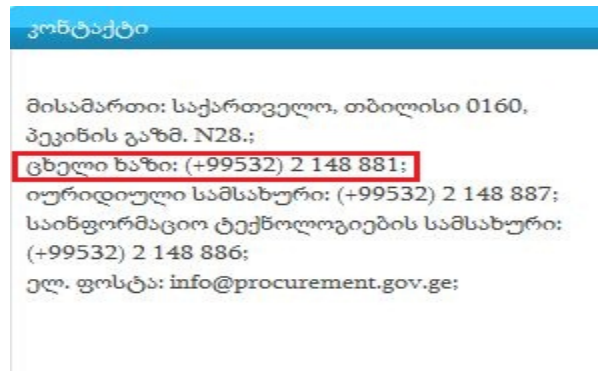 კონტაქტი
მისამართი: საქართველო, თბილისი 0160,
პეკინის გამზ. N28.;
ცხელი ხაზი: (+99532) 2 148 881;
იურიდიული სამსახური: (+99532) 2 148 887;
საინფორმაციო ტექნოლოგიების სამსახური:
(+99532) 2 148 886;
ელ. ფოსტა: info@procurement.gov.ge;